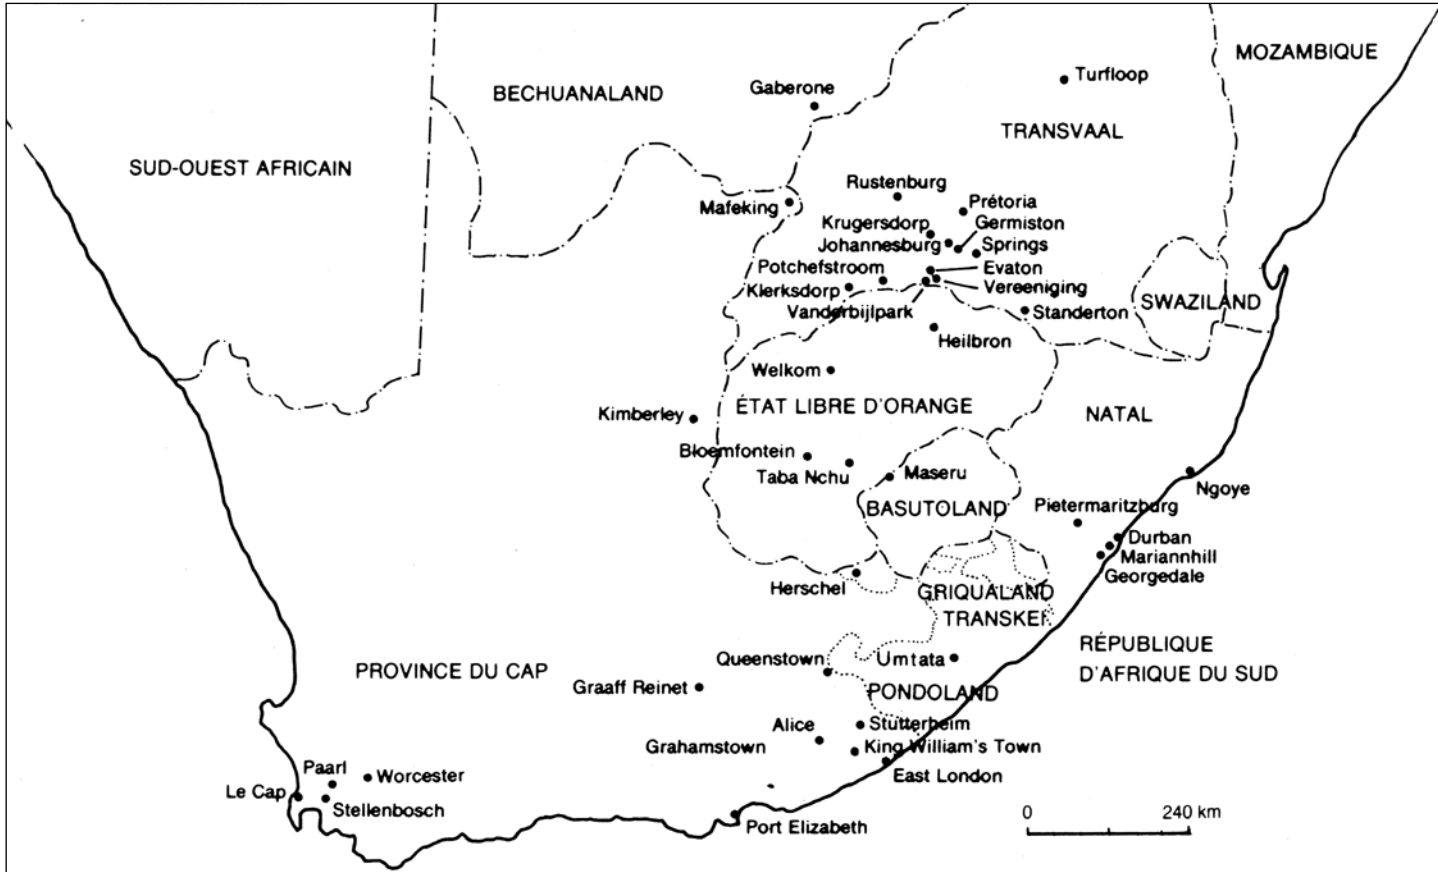 MOZAMBIQUE
Turfloop
Gaberone
BECHUANALAND
TRANSVAAL
SUD-OUEST AFRICAIN
Rustenburg
Mafeking
Prétoria
Krugersdorp
Germiston
Johannesburg
Springs
Potchefstroom
Evaton
Klerksdorp
Vereeniging
Vanderbijlpark
Standerton
SWAZILAND
Heilbron
Welkom
ÉTAT LIBRE D'ORANGE
NATAL
Kimberley
Bloemfontein
Taba Nchu
Maseru
Ngoye
BASUTOLAND
Pietermaritzburg
Durban
Mariannhill
Georgedale
Herschel
GRIQUALAND
TRANSKEI
RÉPUBLIQUE
D'AFRIQUE DU SUD
Queenstown
Umtata
PROVINCE DU CAP
Graaff Reinet
PONDOLAND
Alice
Stutterheim
Grahamstown
King William's Town
Paarl
Worcester
East London
Le Cap
Stellenbosch
Port Elizabeth
0
240 km